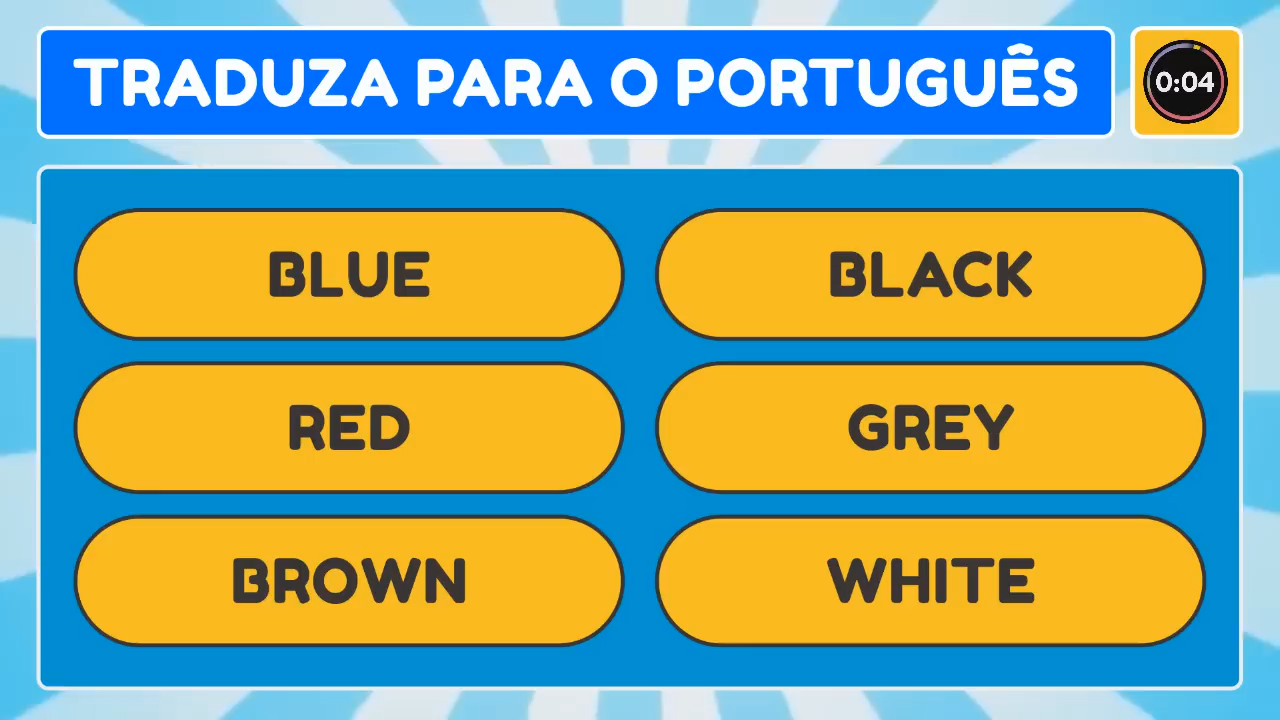 TRADUZA PARA O PORTUGUÊS
0:04
BLUE
BLACK
RED
GREY
BROWN
WHITE